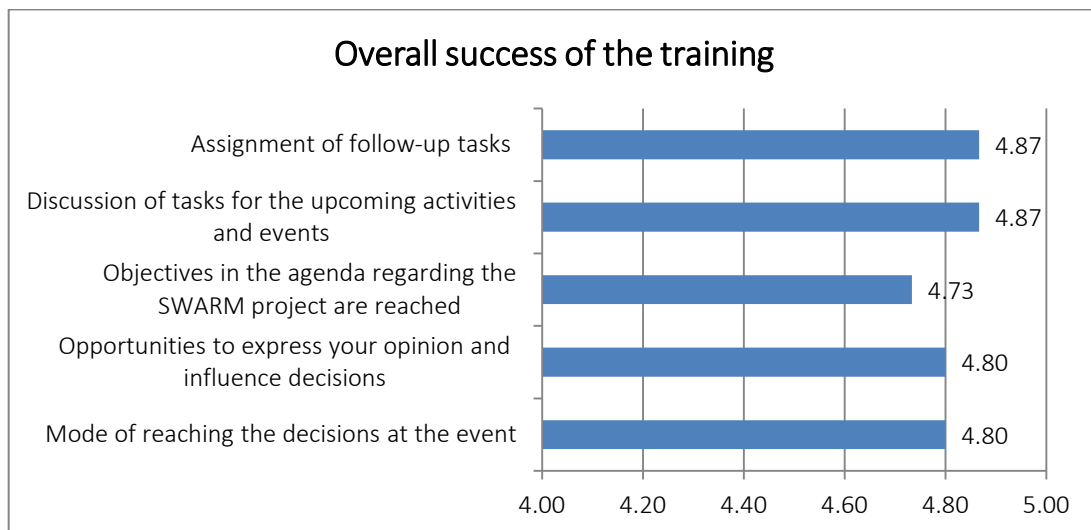 Overall success of the training
Assignment of follow-up tasks
4.87
Discussion of tasks for the upcoming activities
and events
4.87
Objectives in the agenda regarding the
SWARM project are reached
4.73
Opportunities to express your opinion and
influence decisions
4.80
Mode of reaching the decisions at the event
4.80
4.00 4.20 4.40 4.60 4.80 5.00